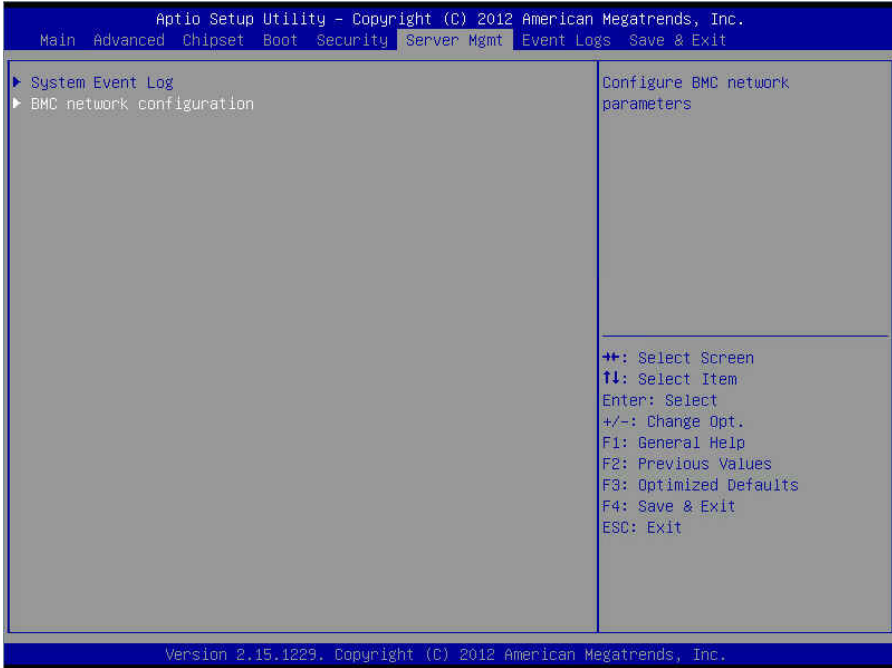 Aptio Setup Utility – Copyright (C) 2012 American Megatrends, Inc.
Main Advanced Chipset Boot Security Server Mgmt Event Logs Save & Exit
System Event Log
BMC network configuration
Configure BMC network
parameters
→←: Select Screen
↑↓: Select Item
Enter: Select
+/-: Change Opt.
F1: General Help
F2: Previous Values
F3: Optimized Defaults
F4: Save & Exit
ESC: Exit
Version 2.15.1229. Copyright (C) 2012 American Megatrends, Inc.